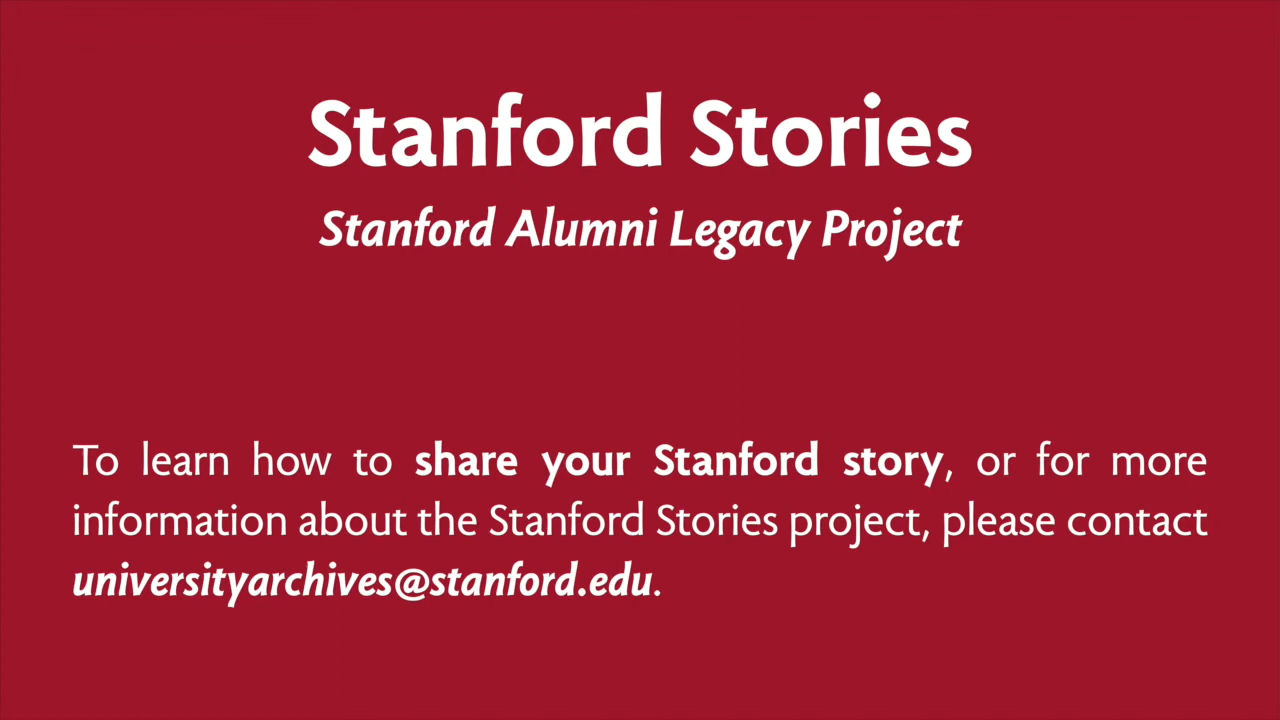 Stanford Stories
Stanford Alumni Legacy Project
To learn how to share your Stanford story, or for more
information about the Stanford Stories project, please contact
universityarchives@stanford.edu.